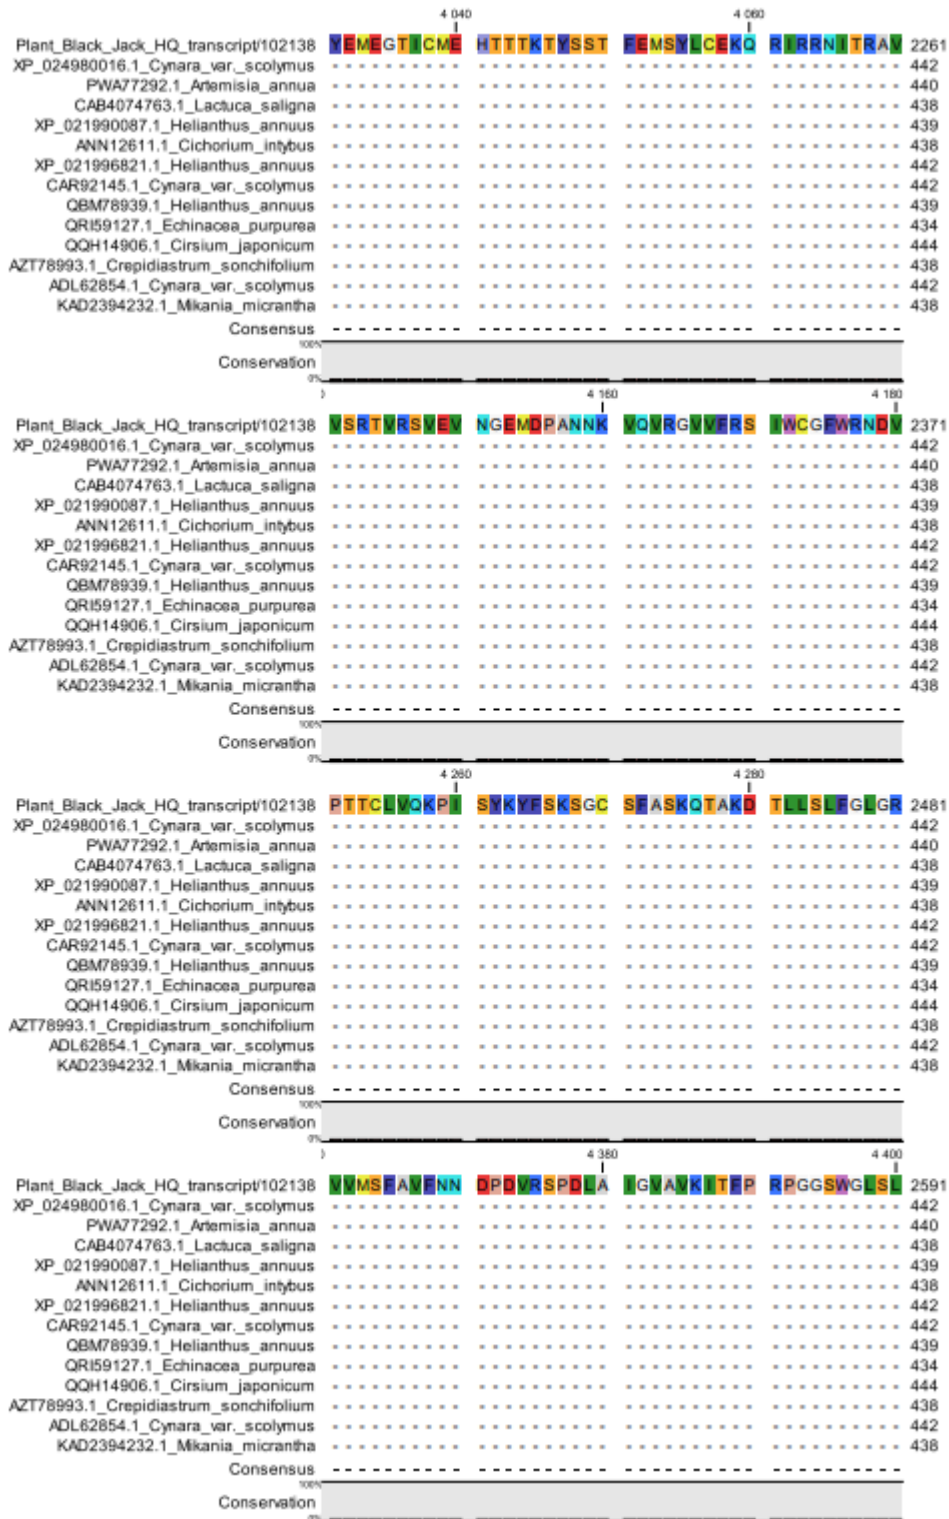 4 040 4 060
Plant_Black_Jack_HQ_transcript/102138 YEMEGTICME HTTTKTYSST FEMSYLCEKQ RIRRNITRAV 2261
XP_024980016.1_Cynara_var._scolymus ---------- ---------- ---------- ---------- 442
PWA77292.1_Artemisia_annua ---------- ---------- ---------- ---------- 440
CAB4074763.1_Lactuca_saligna ---------- ---------- ---------- ---------- 438
XP_021990087.1_Helianthus_annuus ---------- ---------- ---------- ---------- 439
ANN12611.1_Cichorium_intybus ---------- ---------- ---------- ---------- 438
XP_021996821.1_Helianthus_annuus ---------- ---------- ---------- ---------- 442
CAR92145.1_Cynara_var._scolymus ---------- ---------- ---------- ---------- 442
QBM78939.1_Helianthus_annuus ---------- ---------- ---------- ---------- 439
QRI59127.1_Echinacea_purpurea ---------- ---------- ---------- ---------- 434
QQH14906.1_Cirsium_japonicum ---------- ---------- ---------- ---------- 444
AZT78993.1_Crepidiastrum_sonchifolium ---------- ---------- ---------- ---------- 438
ADL62854.1_Cynara_var._scolymus ---------- ---------- ---------- ---------- 442
KAD2394232.1_Mikania_micrantha ---------- ---------- ---------- ---------- 438
Consensus ---------- ---------- ---------- ----------
100%
Conservation
0%
4 160 4 180
Plant_Black_Jack_HQ_transcript/102138 VSRTVRSVEV NGEMDPANNK VQVRGVVFRS IWCGFWRNDV 2371
XP_024980016.1_Cynara_var._scolymus ---------- ---------- ---------- ---------- 442
PWA77292.1_Artemisia_annua ---------- ---------- ---------- ---------- 440
CAB4074763.1_Lactuca_saligna ---------- ---------- ---------- ---------- 438
XP_021990087.1_Helianthus_annuus ---------- ---------- ---------- ---------- 439
ANN12611.1_Cichorium_intybus ---------- ---------- ---------- ---------- 438
XP_021996821.1_Helianthus_annuus ---------- ---------- ---------- ---------- 442
CAR92145.1_Cynara_var._scolymus ---------- ---------- ---------- ---------- 442
QBM78939.1_Helianthus_annuus ---------- ---------- ---------- ---------- 439
QRI59127.1_Echinacea_purpurea ---------- ---------- ---------- ---------- 434
QQH14906.1_Cirsium_japonicum ---------- ---------- ---------- ---------- 444
AZT78993.1_Crepidiastrum_sonchifolium ---------- ---------- ---------- ---------- 438
ADL62854.1_Cynara_var._scolymus ---------- ---------- ---------- ---------- 442
KAD2394232.1_Mikania_micrantha ---------- ---------- ---------- ---------- 438
Consensus ---------- ---------- ---------- ----------
100%
Conservation
0%
4 260 4 280
Plant_Black_Jack_HQ_transcript/102138 PTTCLVQKPI SYKYFSKSGC SFASKQTAKD TLLSLFGLGR 2481
XP_024980016.1_Cynara_var._scolymus ---------- ---------- ---------- ---------- 442
PWA77292.1_Artemisia_annua ---------- ---------- ---------- ---------- 440
CAB4074763.1_Lactuca_saligna ---------- ---------- ---------- ---------- 438
XP_021990087.1_Helianthus_annuus ---------- ---------- ---------- ---------- 439
ANN12611.1_Cichorium_intybus ---------- ---------- ---------- ---------- 438
XP_021996821.1_Helianthus_annuus ---------- ---------- ---------- ---------- 442
CAR92145.1_Cynara_var._scolymus ---------- ---------- ---------- ---------- 442
QBM78939.1_Helianthus_annuus ---------- ---------- ---------- ---------- 439
QRI59127.1_Echinacea_purpurea ---------- ---------- ---------- ---------- 434
QQH14906.1_Cirsium_japonicum ---------- ---------- ---------- ---------- 444
AZT78993.1_Crepidiastrum_sonchifolium ---------- ---------- ---------- ---------- 438
ADL62854.1_Cynara_var._scolymus ---------- ---------- ---------- ---------- 442
KAD2394232.1_Mikania_micrantha ---------- ---------- ---------- ---------- 438
Consensus ---------- ---------- ---------- ----------
100%
Conservation
0%
4 380 4 400
Plant_Black_Jack_HQ_transcript/102138 VVMSFAVFNN DPDVRSPDLA IGVAVKITFP RPGGSWGLSL 2591
XP_024980016.1_Cynara_var._scolymus ---------- ---------- ---------- ---------- 442
PWA77292.1_Artemisia_annua ---------- ---------- ---------- ---------- 440
CAB4074763.1_Lactuca_saligna ---------- ---------- ---------- ---------- 438
XP_021990087.1_Helianthus_annuus ---------- ---------- ---------- ---------- 439
ANN12611.1_Cichorium_intybus ---------- ---------- ---------- ---------- 438
XP_021996821.1_Helianthus_annuus ---------- ---------- ---------- ---------- 442
CAR92145.1_Cynara_var._scolymus ---------- ---------- ---------- ---------- 442
QBM78939.1_Helianthus_annuus ---------- ---------- ---------- ---------- 439
QRI59127.1_Echinacea_purpurea ---------- ---------- ---------- ---------- 434
QQH14906.1_Cirsium_japonicum ---------- ---------- ---------- ---------- 444
AZT78993.1_Crepidiastrum_sonchifolium ---------- ---------- ---------- ---------- 438
ADL62854.1_Cynara_var._scolymus ---------- ---------- ---------- ---------- 442
KAD2394232.1_Mikania_micrantha ---------- ---------- ---------- ---------- 438
Consensus ---------- ---------- ---------- ----------
100%
Conservation
0%